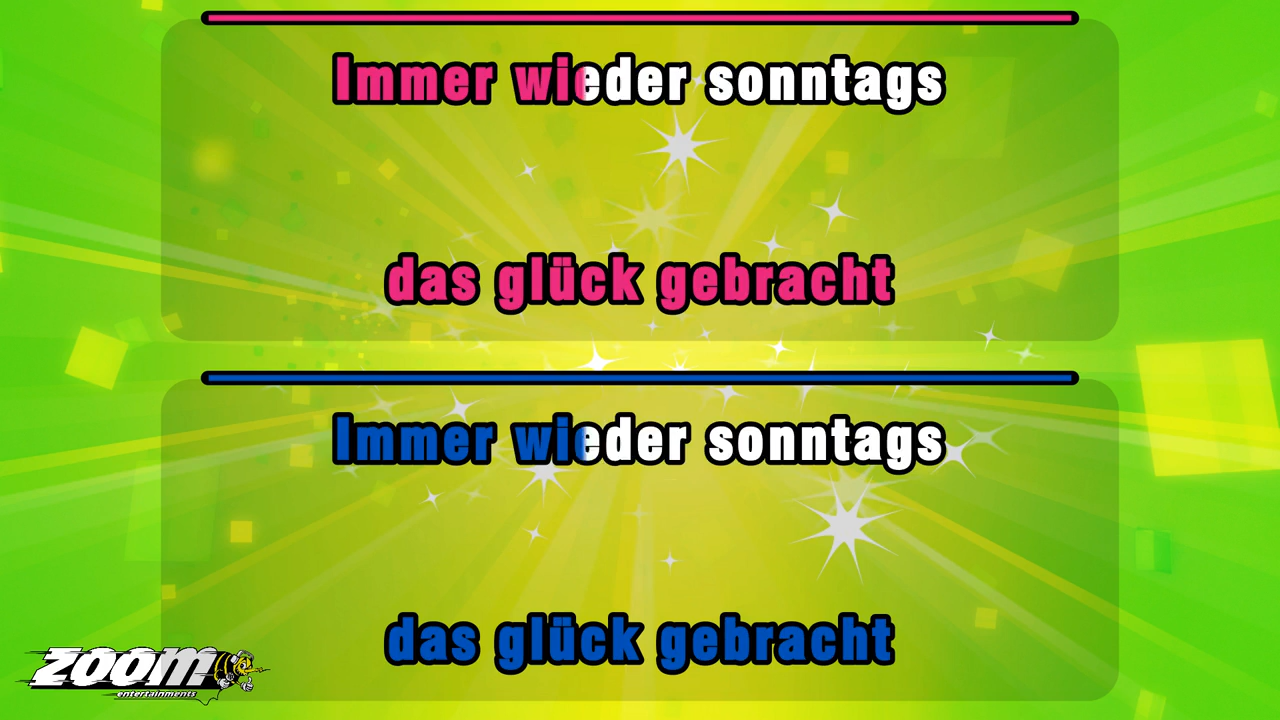 Immer wieder sonntags
das glück gebracht
Immer wieder sonntags
das glück gebracht
ZOOM
entertainments